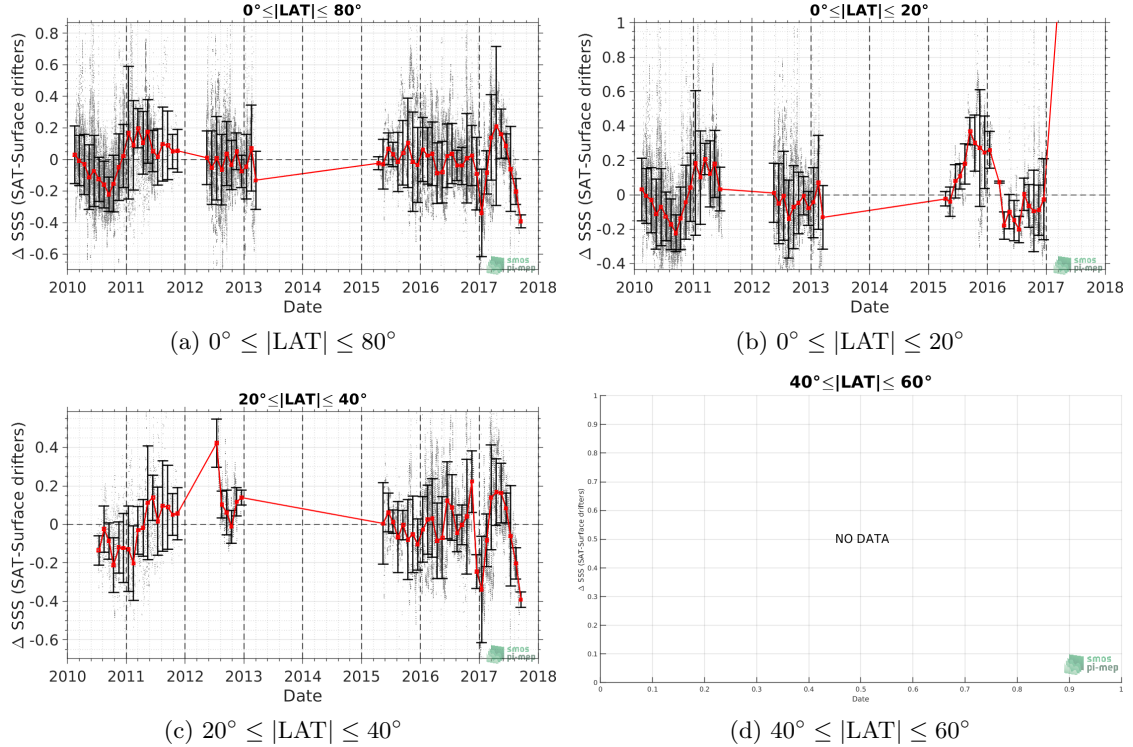 0°≤|LAT|≤ 80°
Δ SSS (SAT-Surface drifters)
0.8
0.6
0.4
0.2
0
-0.2
-0.4
-0.6
2010 2011 2012 2013 2014 2015 2016 2017 2018
Date
smos
pi-mep
(a) 0° ≤ |LAT| ≤ 80°
0°≤|LAT|≤ 20°
Δ SSS (SAT-Surface drifters)
1
0.8
0.6
0.4
0.2
0
-0.2
-0.4
2010 2011 2012 2013 2014 2015 2016 2017 2018
Date
smos
pi-mep
(b) 0° ≤ |LAT| ≤ 20°
20°≤|LAT|≤ 40°
Δ SSS (SAT-Surface drifters)
0.4
0.2
0
-0.2
-0.4
-0.6
2010 2011 2012 2013 2014 2015 2016 2017 2018
Date
smos
pi-mep
(c) 20° ≤ |LAT| ≤ 40°
40°≤|LAT|≤ 60°
Δ SSS (SAT-Surface drifters)
1
0.9
0.8
0.7
0.6
0.5
0.4
0.3
0.2
0.1
0
NO DATA
0 0.1 0.2 0.3 0.4 0.5 0.6 0.7 0.8 0.9 1
Date
smos
pi-mep
(d) 40° ≤ |LAT| ≤ 60°